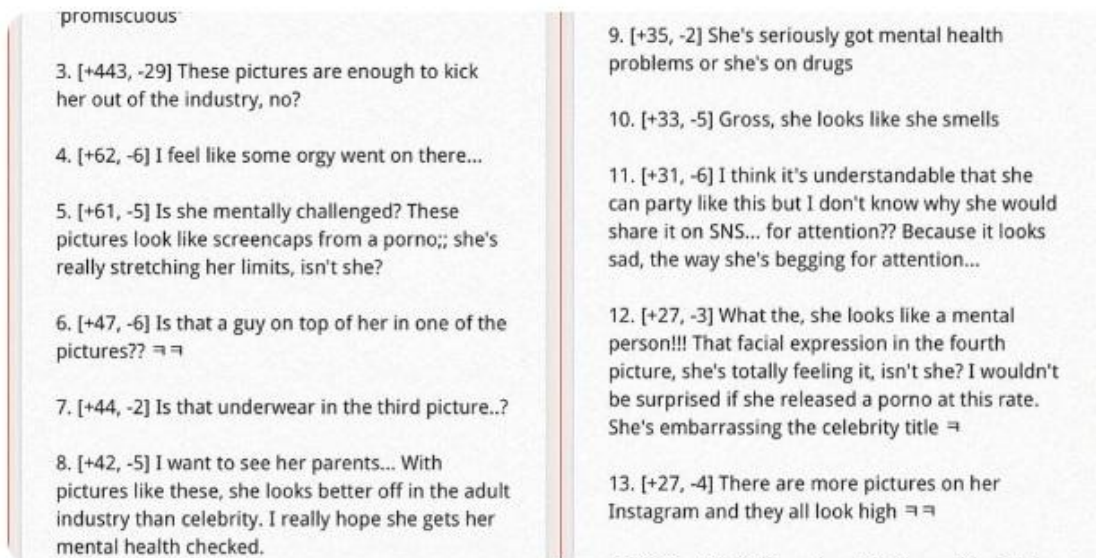 'promiscuous'
3. [+443, -29] These pictures are enough to kick
her out of the industry, no?
4. [+62, -6] I feel like some orgy went on there...
5. [+61, -5] Is she mentally challenged? These
pictures look like screencaps from a porno;; she's
really stretching her limits, isn't she?
6. [+47, -6] Is that a guy on top of her in one of the
pictures?? ㅋㅋ
7. [+44, -2] Is that underwear in the third picture..?
8. [+42, -5] I want to see her parents... With
pictures like these, she looks better off in the adult
industry than celebrity. I really hope she gets her
mental health checked.
9. [+35, -2] She's seriously got mental health
problems or she's on drugs
10. [+33, -5] Gross, she looks like she smells
11. [+31, -6] I think it's understandable that she
can party like this but I don't know why she would
share it on SNS... for attention?? Because it looks
sad, the way she's begging for attention...
12. [+27, -3] What the, she looks like a mental
person!!! That facial expression in the fourth
picture, she's totally feeling it, isn't she? I wouldn't
be surprised if she released a porno at this rate.
She's embarrassing the celebrity title ㅋ
13. [+27, -4] There are more pictures on her
Instagram and they all look high ㅋㅋ